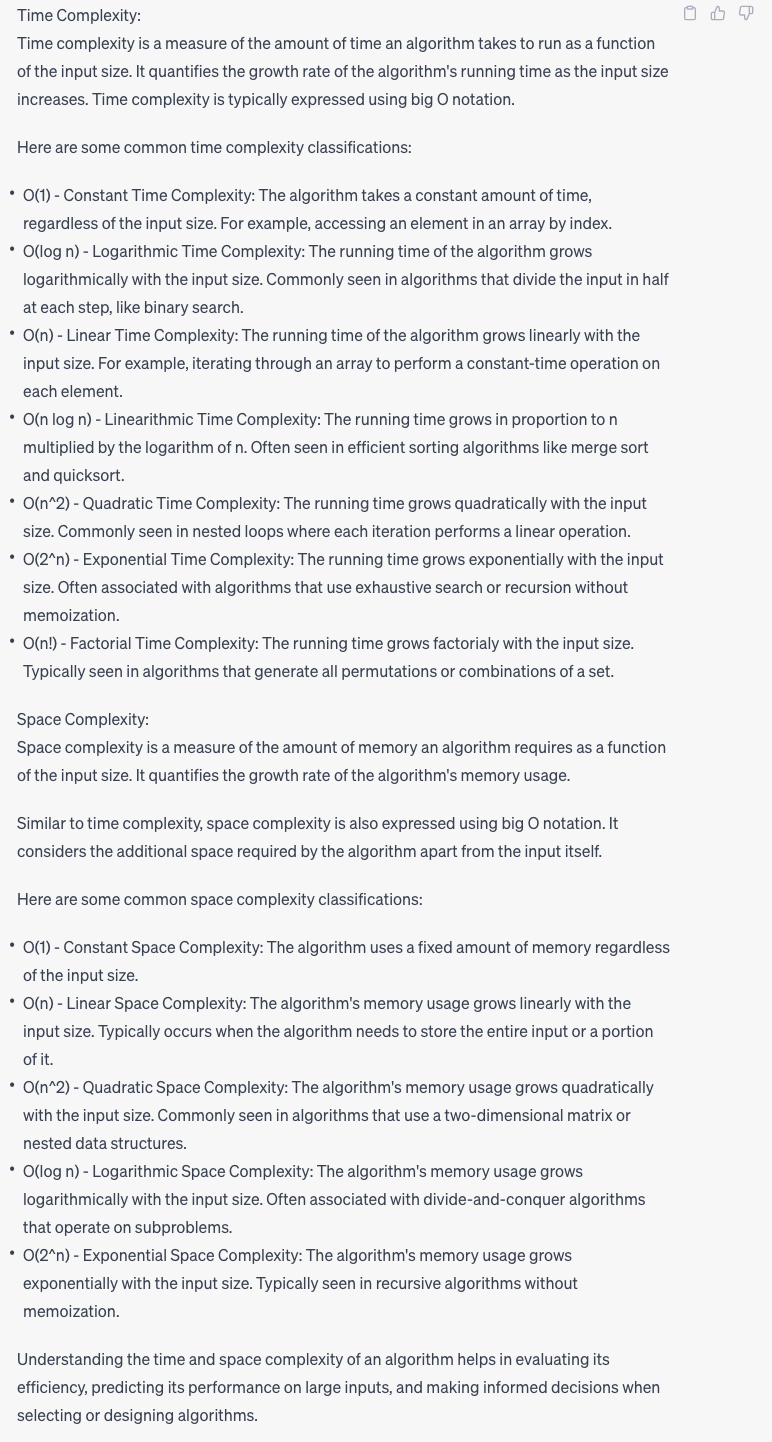 Time Complexity:
Time complexity is a measure of the amount of time an algorithm takes to run as a function
of the input size. It quantifies the growth rate of the algorithm's running time as the input size
increases. Time complexity is typically expressed using big O notation.
Here are some common time complexity classifications:
• O(1) - Constant Time Complexity: The algorithm takes a constant amount of time,
regardless of the input size. For example, accessing an element in an array by index.
• O(log n) - Logarithmic Time Complexity: The running time of the algorithm grows
logarithmically with the input size. Commonly seen in algorithms that divide the input in half
at each step, like binary search.
• O(n) - Linear Time Complexity: The running time of the algorithm grows linearly with the
input size. For example, iterating through an array to perform a constant-time operation on
each element.
• O(n log n) - Linearithmic Time Complexity: The running time grows in proportion to n
multiplied by the logarithm of n. Often seen in efficient sorting algorithms like merge sort
and quicksort.
• O(n^2) - Quadratic Time Complexity: The running time grows quadratically with the input
size. Commonly seen in nested loops where each iteration performs a linear operation.
• O(2^n) - Exponential Time Complexity: The running time grows exponentially with the input
size. Often associated with algorithms that use exhaustive search or recursion without
memoization.
• O(n!) - Factorial Time Complexity: The running time grows factorialy with the input size.
Typically seen in algorithms that generate all permutations or combinations of a set.
Space Complexity:
Space complexity is a measure of the amount of memory an algorithm requires as a function
of the input size. It quantifies the growth rate of the algorithm's memory usage.
Similar to time complexity, space complexity is also expressed using big O notation. It
considers the additional space required by the algorithm apart from the input itself.
Here are some common space complexity classifications:
• O(1) - Constant Space Complexity: The algorithm uses a fixed amount of memory regardless
of the input size.
• O(n) - Linear Space Complexity: The algorithm's memory usage grows linearly with the
input size. Typically occurs when the algorithm needs to store the entire input or a portion
of it.
• O(n^2) - Quadratic Space Complexity: The algorithm's memory usage grows quadratically
with the input size. Commonly seen in algorithms that use a two-dimensional matrix or
nested data structures.
• O(log n) - Logarithmic Space Complexity: The algorithm's memory usage grows
logarithmically with the input size. Often associated with divide-and-conquer algorithms
that operate on subproblems.
• O(2^n) - Exponential Space Complexity: The algorithm's memory usage grows
exponentially with the input size. Typically seen in recursive algorithms without
memoization.
Understanding the time and space complexity of an algorithm helps in evaluating its
efficiency, predicting its performance on large inputs, and making informed decisions when
selecting or designing algorithms.